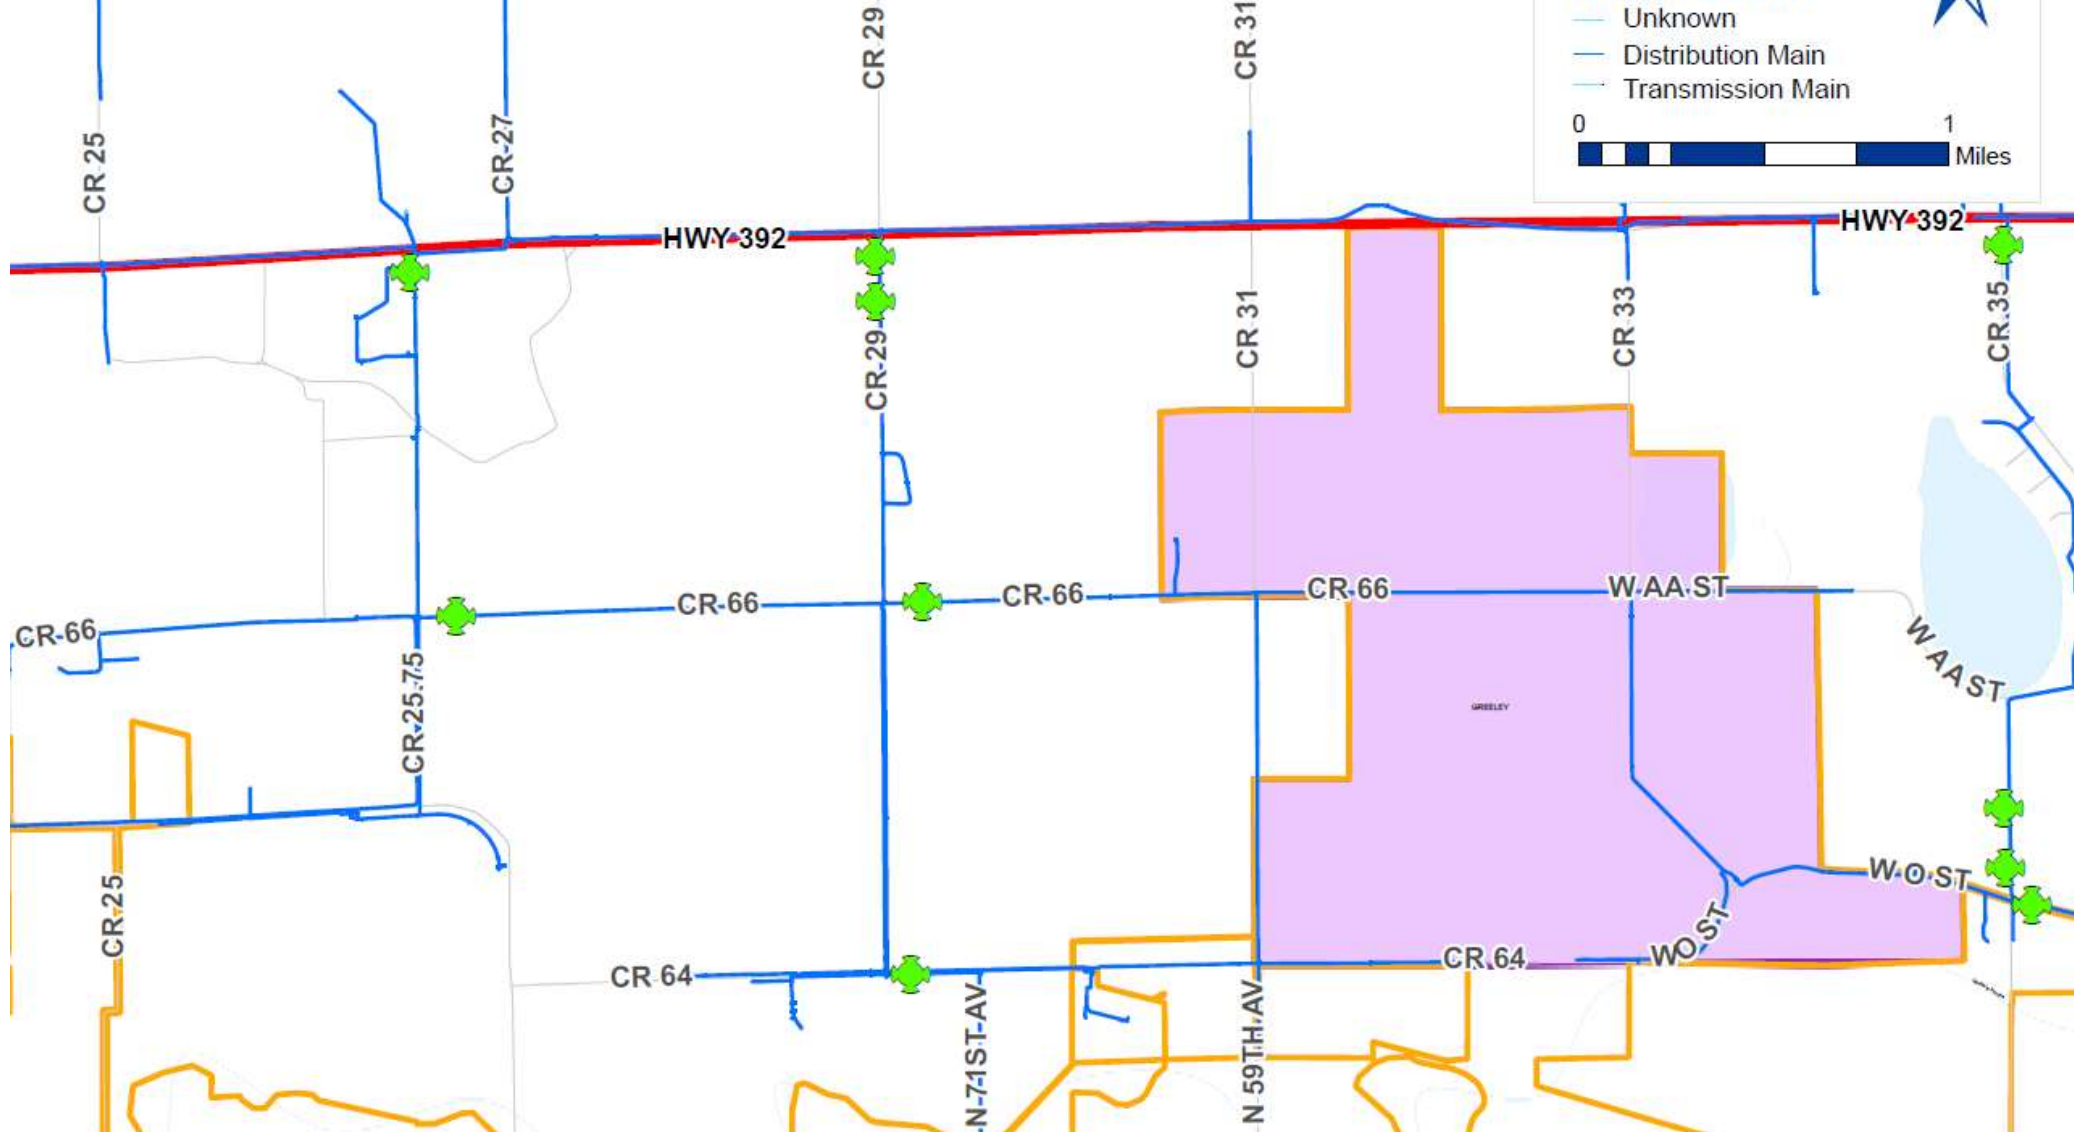 Unknown
Distribution Main
Transmission Main
0 1
Miles
CR 29
CR 31
CR 25
CR-27
HWY 392
HWY 392
CR 31
CR 33
CR 35
CR-29
CR-66
CR-66
CR-66
CR-66
W AA ST
W AA ST
CR-25.75
GREELEY
CR-25
W O ST
W O ST
CR 64
CR 64
N-71ST-AV
N 59TH AV